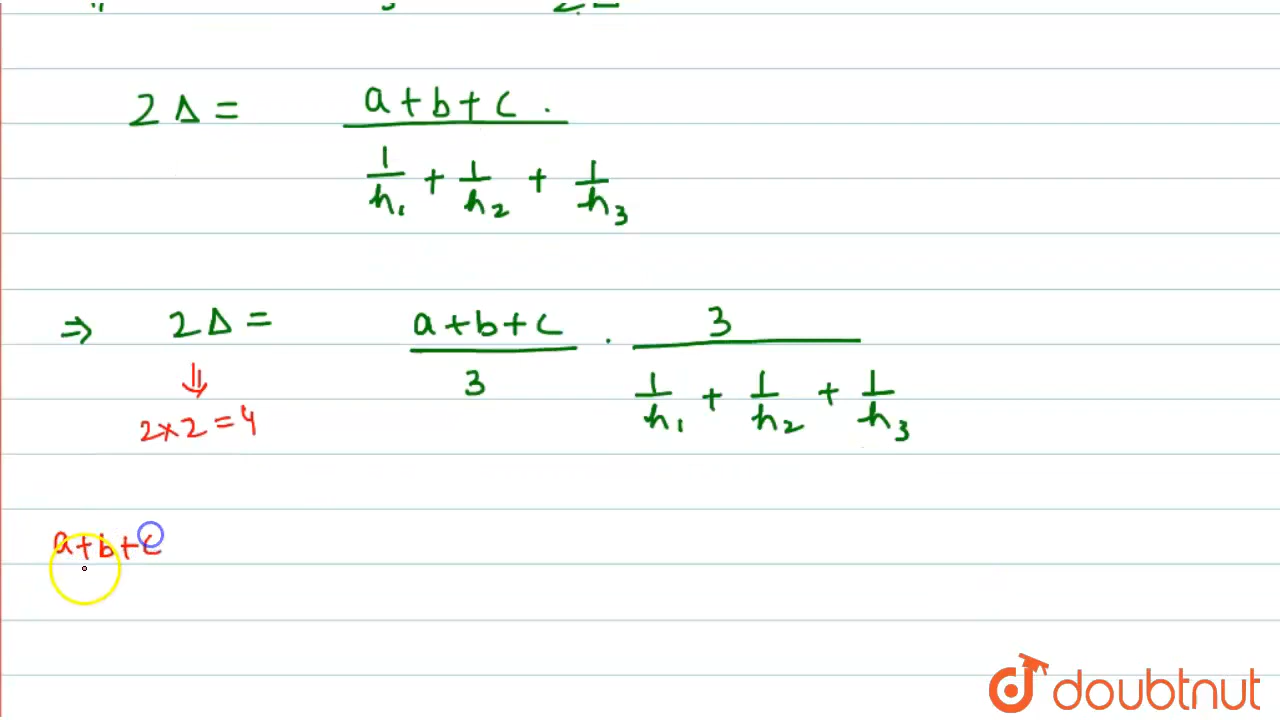 2Δ = (a+b+c) / (1/h₁ + 1/h₂ + 1/h₃)
⇒ 2Δ = (a+b+c)/3 · 3/(1/h₁ + 1/h₂ + 1/h₃)
⇓
2×2=4
a+b+c
doubtnut